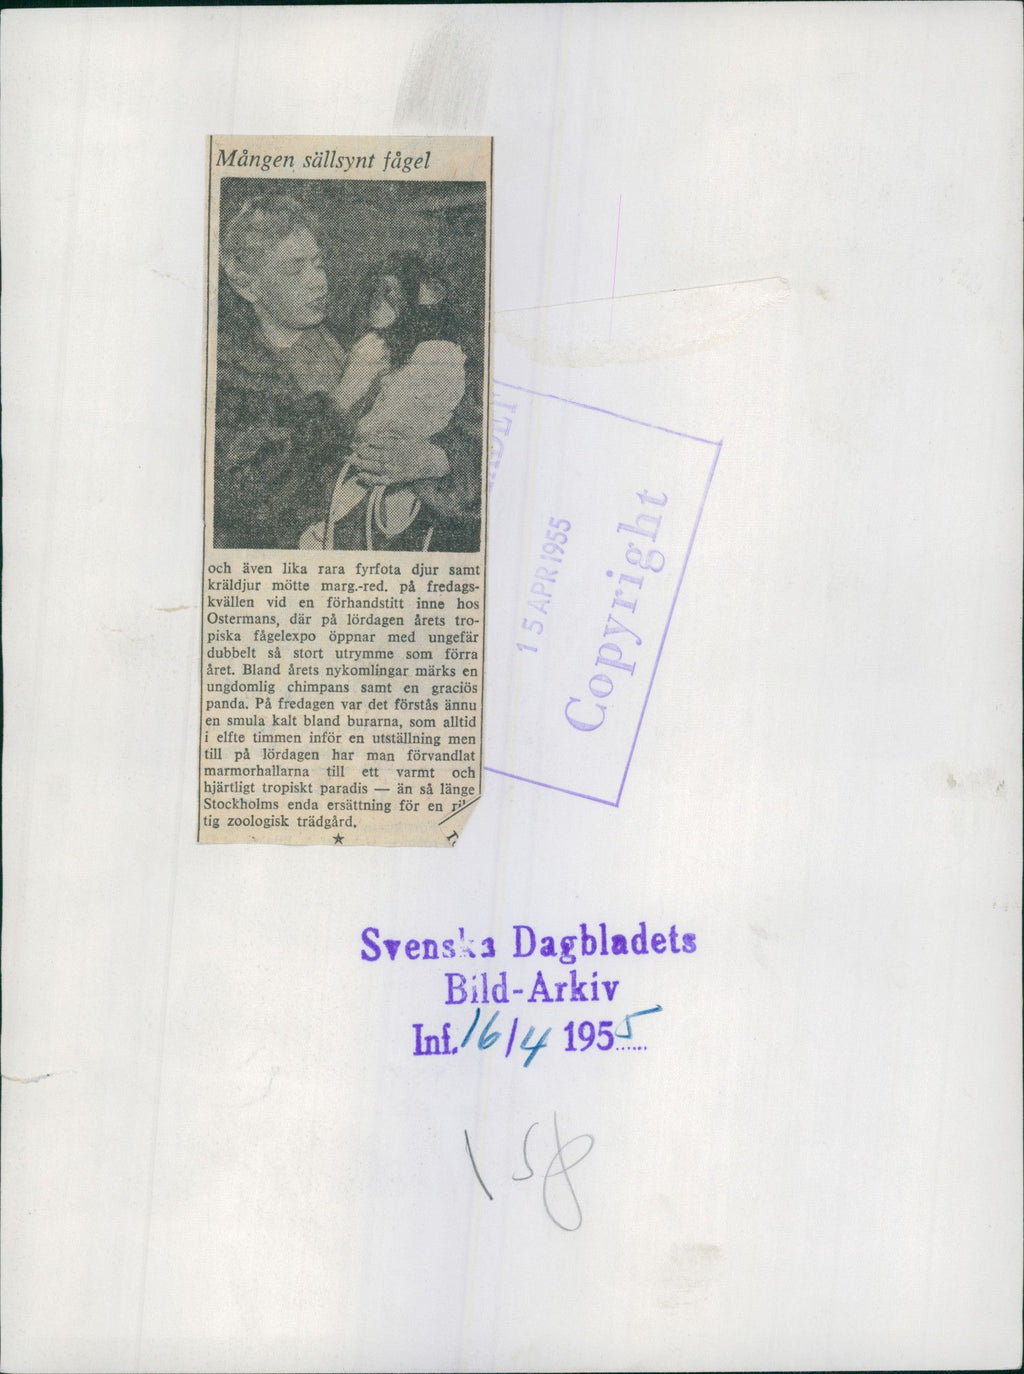 Mången sällsynt fågel
och även lika rara fyrfota djur samt
kräldjur mötte marg.-red. på fredags-
kvällen vid en förhandstitt inne hos
Ostermans, där på lördagen årets tro-
piska fågelexpo öppnar med ungefär
dubbelt så stort utrymme som förra
året. Bland årets nykomlingar märks en
ungdomlig chimpans samt en graciös
panda. På fredagen var det förstås ännu
en smula kalt bland burarna, som alltid
i elfte timmen inför en utställning men
till på lördagen har man förvandlat
marmorhallarna till ett varmt och
hjärtligt tropiskt paradis — än så länge
Stockholms enda ersättning för en
tig zoologisk trädgård.
★
15 APR 1955
Copyright
Svenska Dagbladets
Bild-Arkiv
Inf. 16/4 1955
158